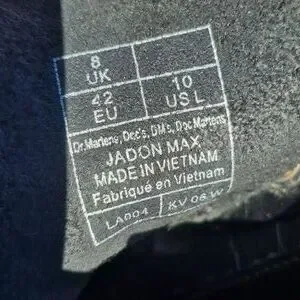 8
UK
42 10
EU US L
Dr. Martens, Doc's, DM's, Doc Martens
JADON MAX
MADE IN VIETNAM
Fabriqué en Vietnam
LA004 KV 06 W